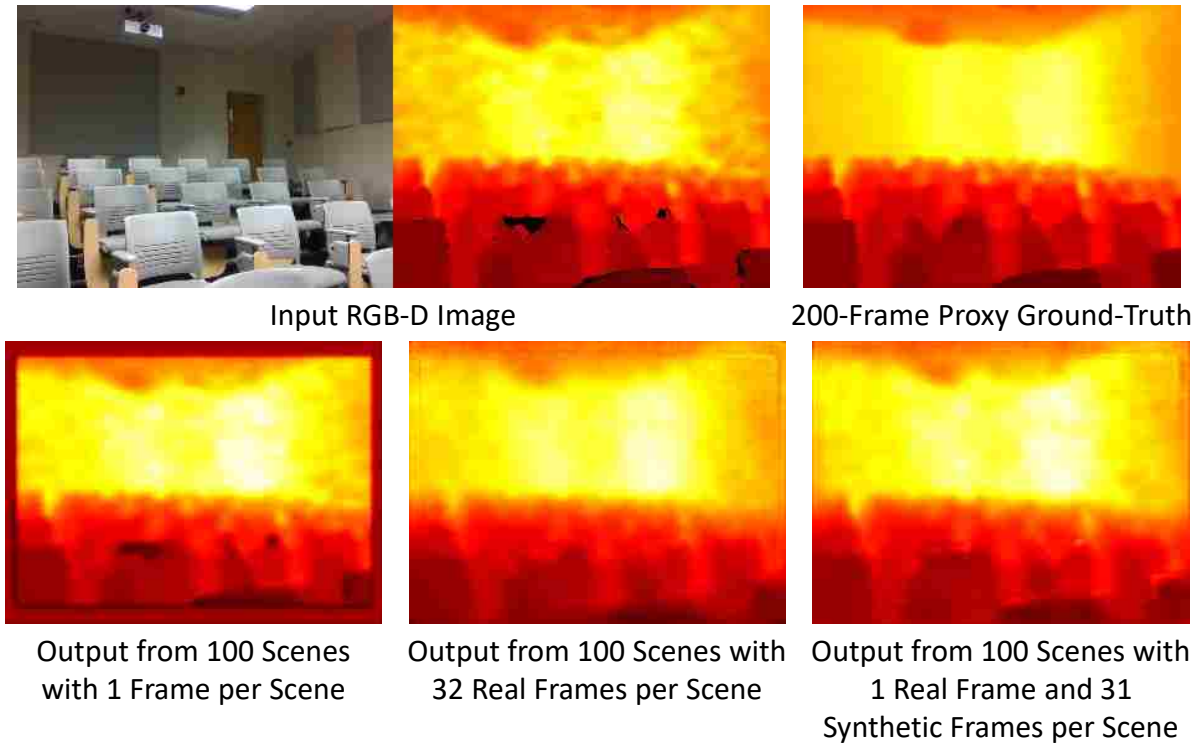 Input RGB-D Image
200-Frame Proxy Ground-Truth
Output from 100 Scenes
with 1 Frame per Scene
Output from 100 Scenes with
32 Real Frames per Scene
Output from 100 Scenes with
1 Real Frame and 31
Synthetic Frames per Scene